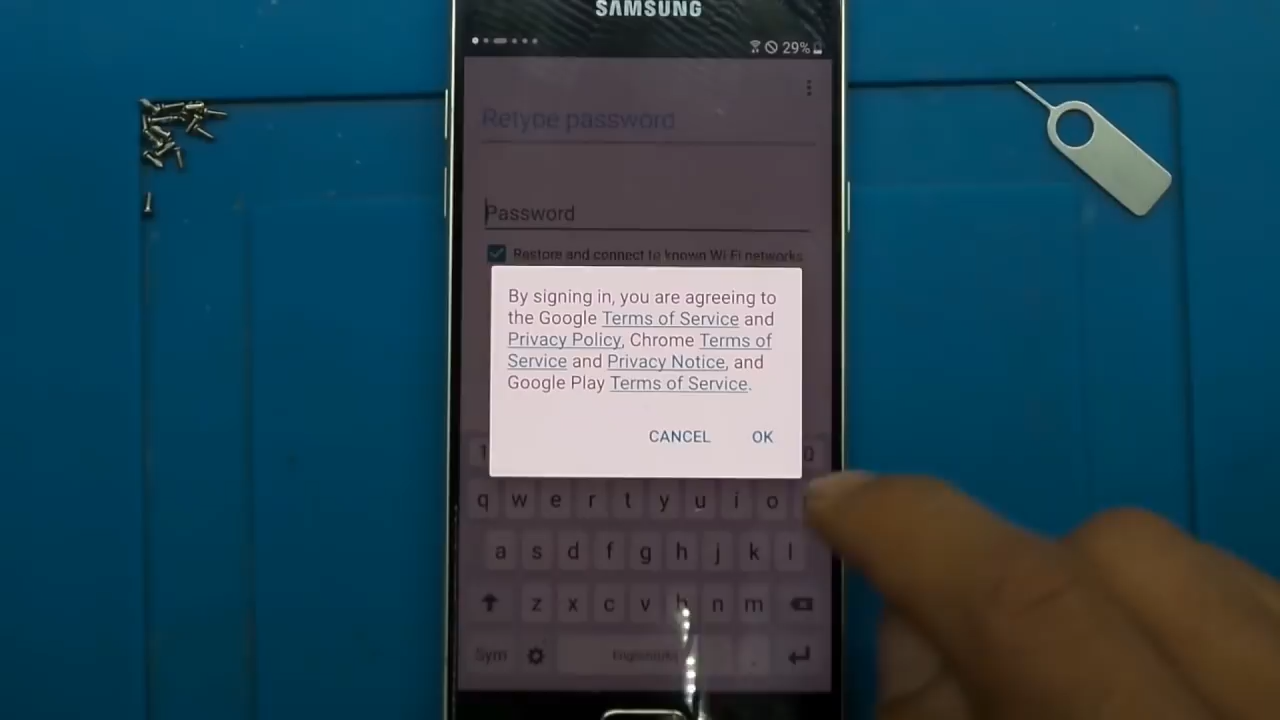 SAMSUNG
29%
Retype password
Password
Restore and connect to known Wi-Fi networks
By signing in, you are agreeing to
the Google Terms of Service and
Privacy Policy, Chrome Terms of
Service and Privacy Notice, and
Google Play Terms of Service.
CANCEL OK
1 0
q w e r t y u i o
a s d f g h j k l
z x c v b n m
Sym .